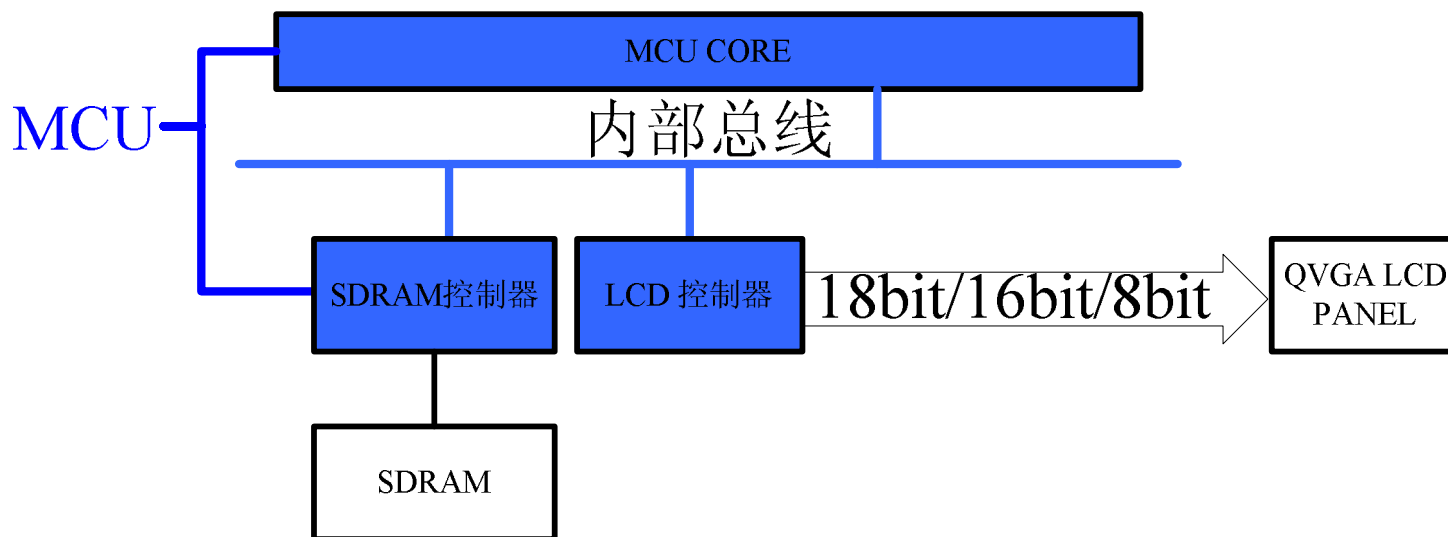 MCU CORE
MCU
内部总线
SDRAM控制器
LCD 控制器
18bit/16bit/8bit
QVGA LCD
PANEL
SDRAM